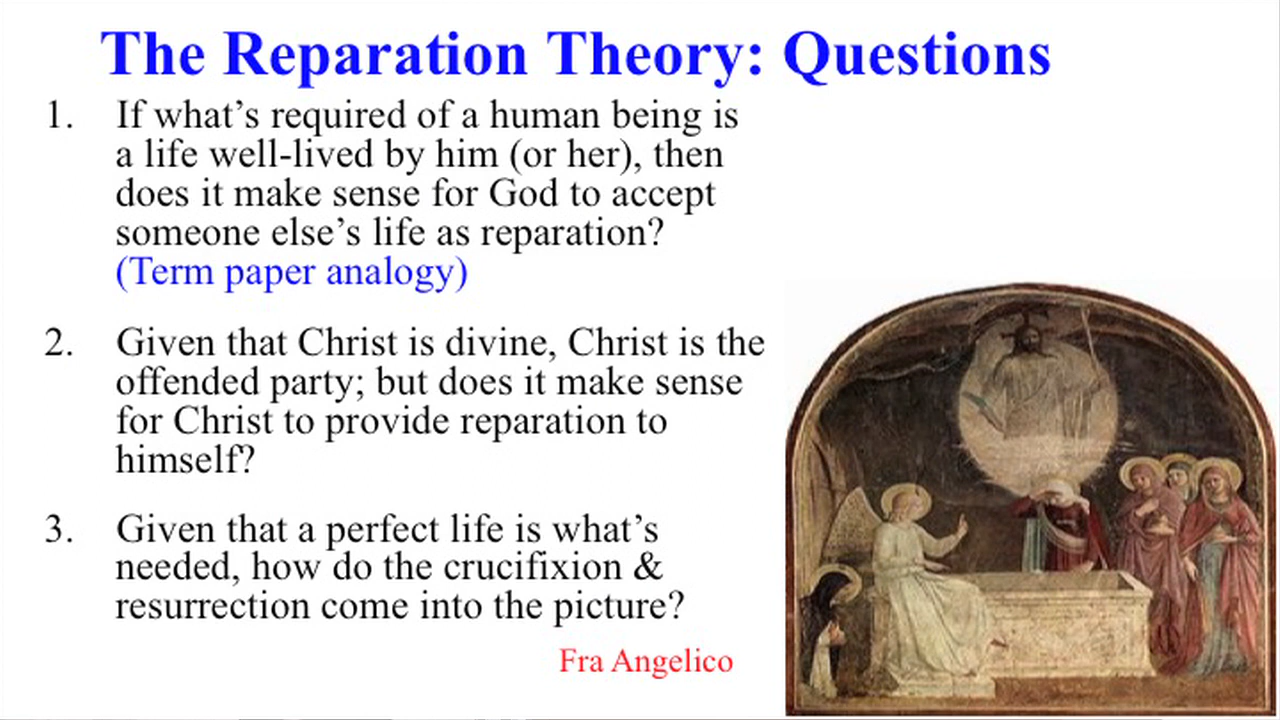 The Reparation Theory: Questions
1. If what's required of a human being is
a life well-lived by him (or her), then
does it make sense for God to accept
someone else's life as reparation?
(Term paper analogy)
2. Given that Christ is divine, Christ is the
offended party; but does it make sense
for Christ to provide reparation to
himself?
3. Given that a perfect life is what's
needed, how do the crucifixion &
resurrection come into the picture?
Fra Angelico